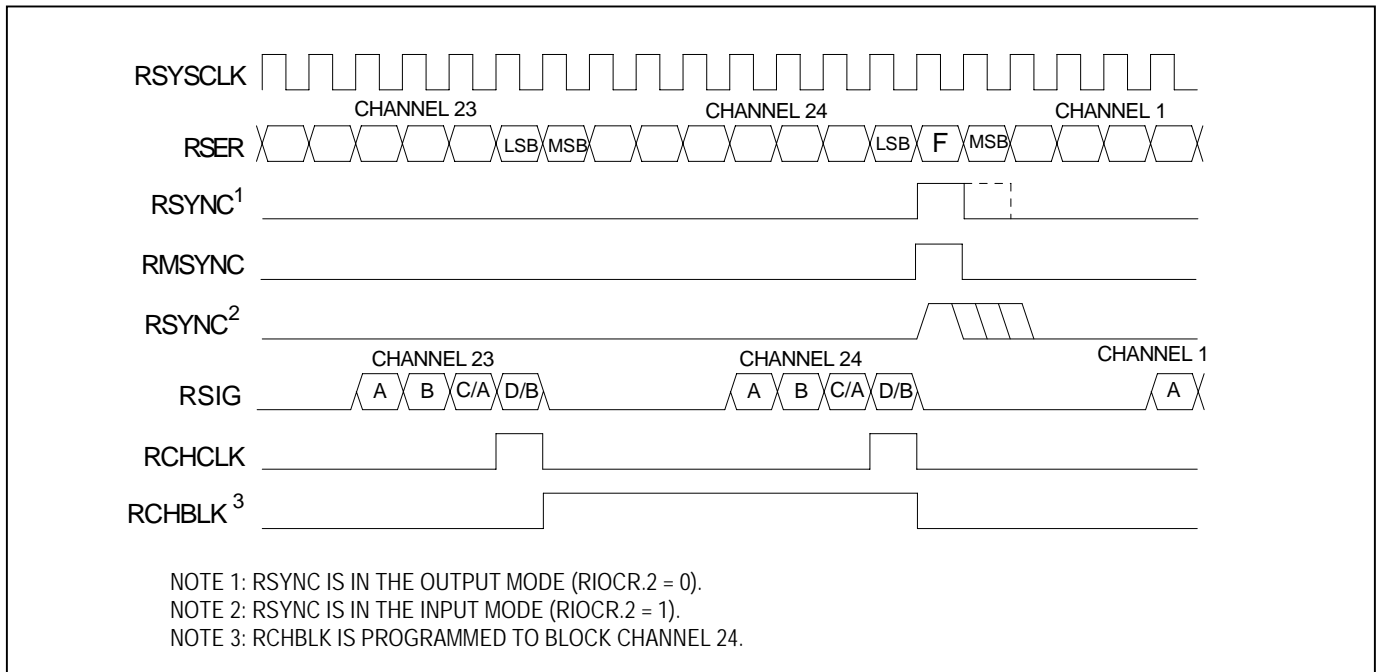 RSYSCLK
CHANNEL 23 CHANNEL 24 CHANNEL 1
RSER LSB MSB LSB F MSB
RSYNC1
RMSYNC
RSYNC2
CHANNEL 23 CHANNEL 24 CHANNEL 1
RSIG A B C/A D/B A B C/A D/B A
RCHCLK
RCHBLK 3
NOTE 1: RSYNC IS IN THE OUTPUT MODE (RIOCR.2 = 0).
NOTE 2: RSYNC IS IN THE INPUT MODE (RIOCR.2 = 1).
NOTE 3: RCHBLK IS PROGRAMMED TO BLOCK CHANNEL 24.